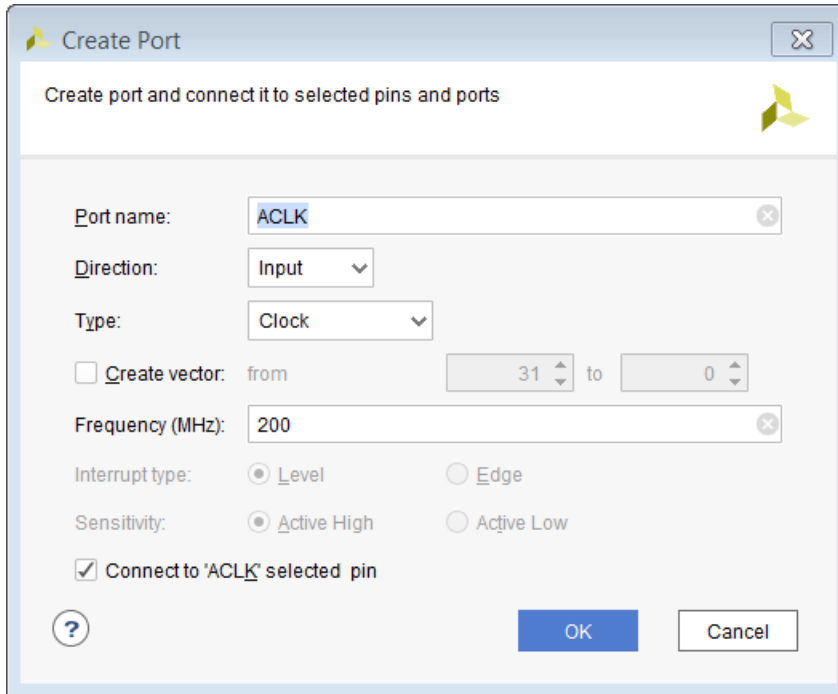 Create Port
Create port and connect it to selected pins and ports
Port name: ACLK
Direction: Input
Type: Clock
Create vector: from 31 to 0
Frequency (MHz): 200
Interrupt type: Level Edge
Sensitivity: Active High Active Low
Connect to 'ACLK' selected pin
? OK Cancel